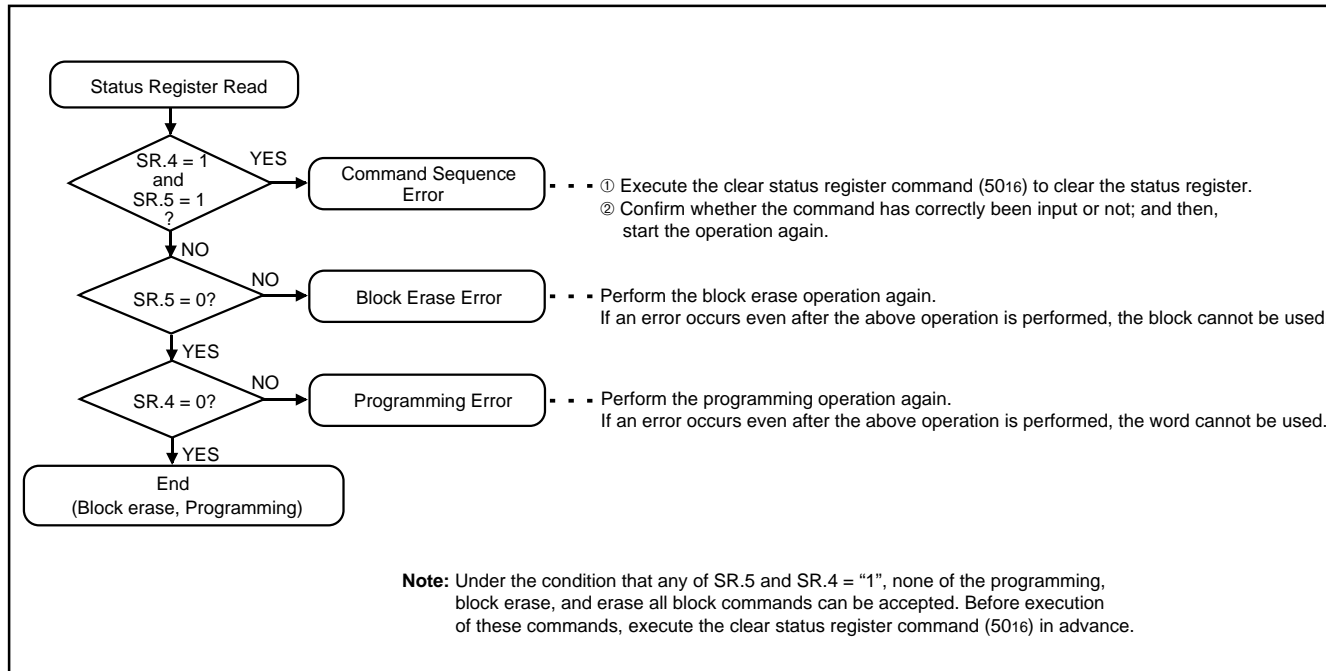 Status Register Read
SR.4 = 1
and
SR.5 = 1
?
YES
Command Sequence
Error
① Execute the clear status register command (5016) to clear the status register.
② Confirm whether the command has correctly been input or not; and then,
start the operation again.
NO
SR.5 = 0?
NO
Block Erase Error
Perform the block erase operation again.
If an error occurs even after the above operation is performed, the block cannot be used
YES
SR.4 = 0?
NO
Programming Error
Perform the programming operation again.
If an error occurs even after the above operation is performed, the word cannot be used.
YES
End
(Block erase, Programming)
Note: Under the condition that any of SR.5 and SR.4 = “1”, none of the programming,
block erase, and erase all block commands can be accepted. Before execution
of these commands, execute the clear status register command (5016) in advance.